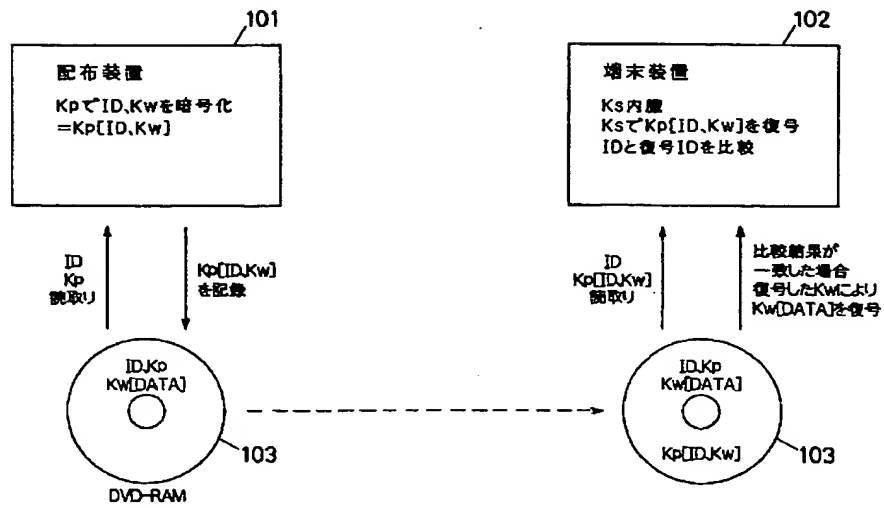 101
配布装置
KpでID,Kwを暗号化
=Kp[ID,Kw]
102
端末装置
Ks内臓
KsでKp[ID,Kw]を復号
IDと復号IDを比較
ID
Kp
読取り
Kp[ID,Kw]
を記録
ID
Kp[ID,Kw]
読取り
比較結果が
一致した場合
復号したKwにより
Kw[DATA]を復号
ID,Kp
Kw[DATA]
103
DVD-RAM
ID,Kp
Kw[DATA]
Kp[ID,Kw]
103